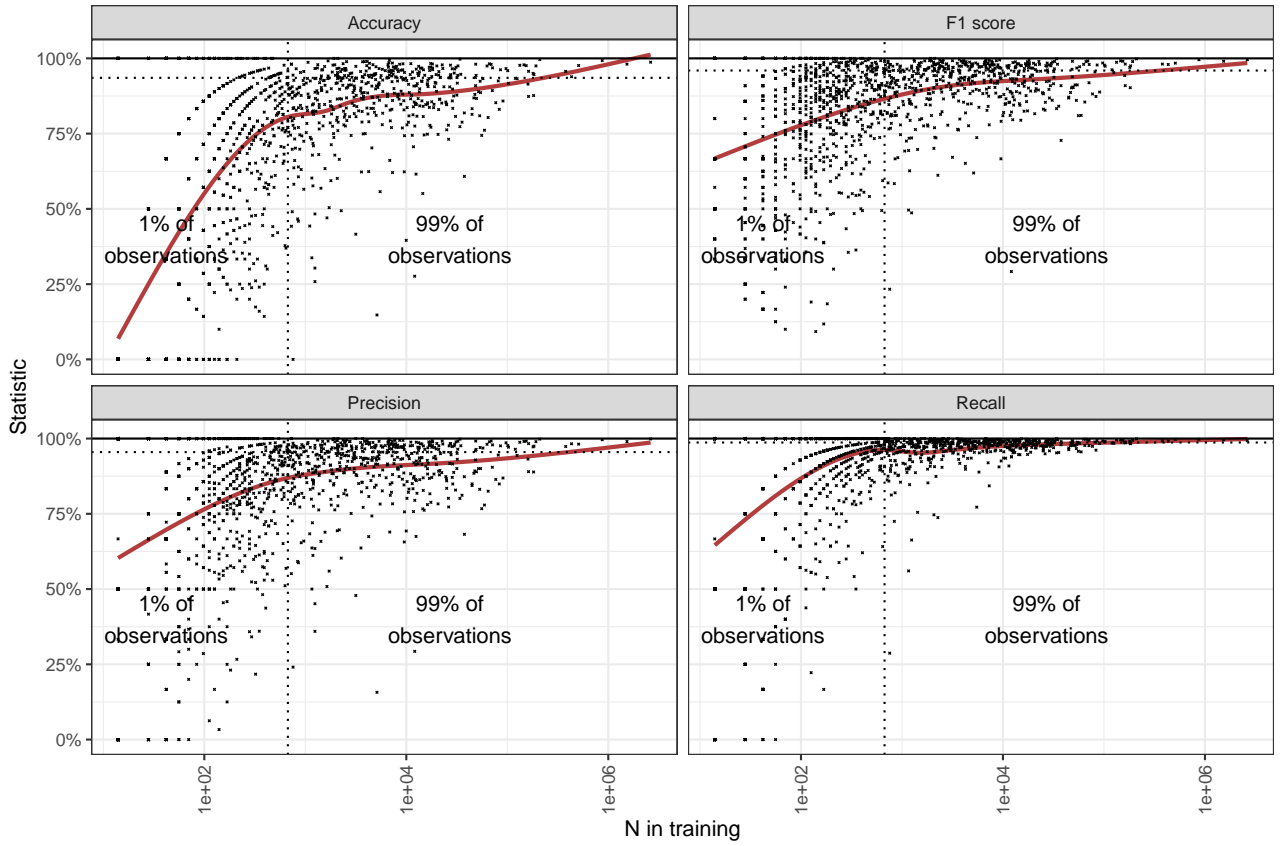 Accuracy
F1 score
100%
75%
50%
25%
0%
1% of
observations
99% of
observations
1% of
observations
99% of
observations
Statistic
Precision
Recall
100%
75%
50%
25%
0%
1% of
observations
99% of
observations
1% of
observations
99% of
observations
1e+02
1e+04
1e+06
1e+02
1e+04
1e+06
N in training